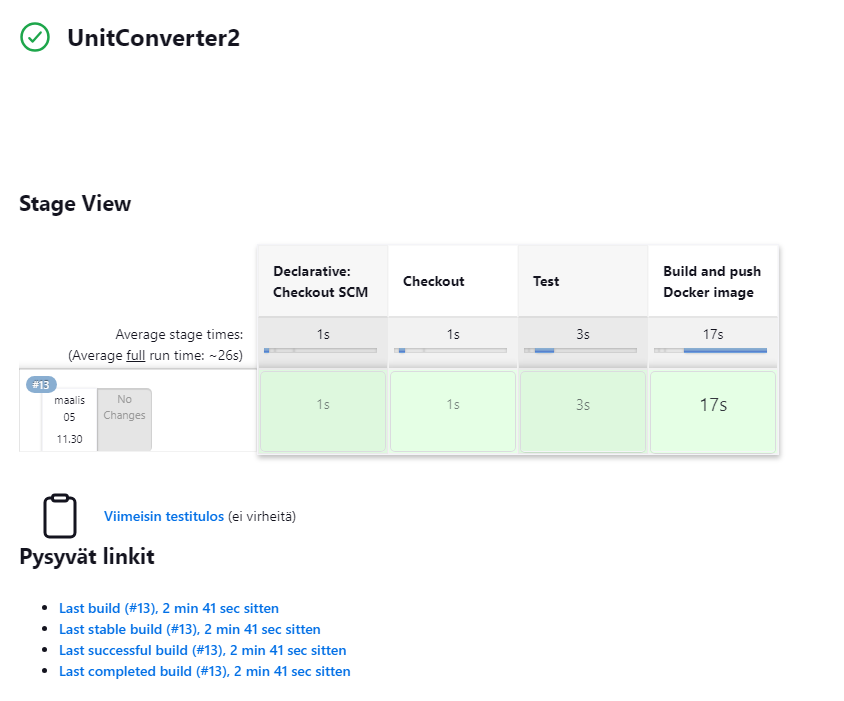 UnitConverter2
Stage View
Declarative:
Checkout SCM
Checkout
Test
Build and push
Docker image
Average stage times:
(Average full run time: ~26s)
1s
1s
3s
17s
#13
maalis
05
11.30
No
Changes
1s
1s
3s
17s
Viimeisin testitulos (ei virheitä)
Pysyvät linkit
Last build (#13), 2 min 41 sec sitten
Last stable build (#13), 2 min 41 sec sitten
Last successful build (#13), 2 min 41 sec sitten
Last completed build (#13), 2 min 41 sec sitten